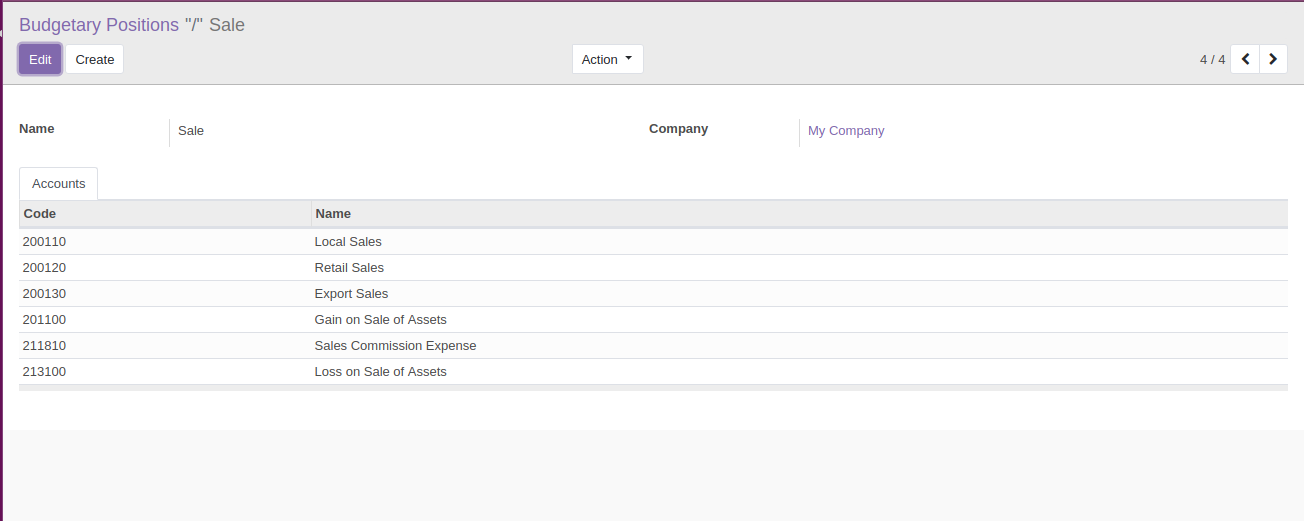 Budgetary Positions "/" Sale
Edit Create Action 4 / 4
Name Sale Company My Company
Accounts
Code Name
200110 Local Sales
200120 Retail Sales
200130 Export Sales
201100 Gain on Sale of Assets
211810 Sales Commission Expense
213100 Loss on Sale of Assets